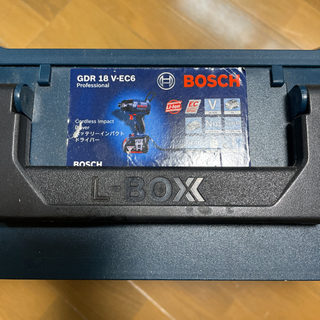 GDR 18 V-EC6
Professional
BOSCH
Cordless Impact
Driver
バッテリーインパクト
ドライバー
BOSCH
L-BOXX